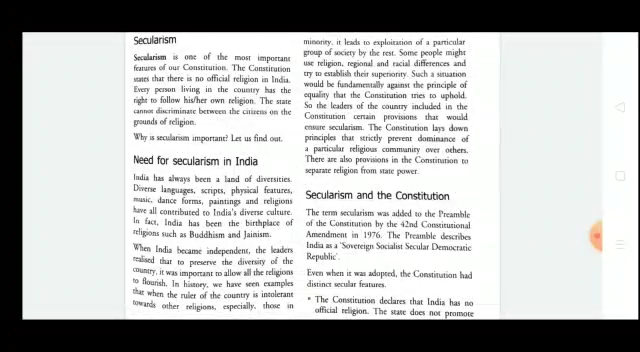 Secularism
Secularism is one of the most important
features of our Constitution. The Constitution
states that there is no official religion in India.
Every person living in the country has the
right to follow his/her own religion. The state
cannot discriminate between the citizens on the
grounds of religion.
Why is secularism important? Let us find out.
Need for secularism in India
India has always been a land of diversities.
Diverse languages, scripts, physical features,
music, dance forms, paintings and religions
have all contributed to India's diverse culture.
In fact, India has been the birthplace of
religions such as Buddhism and Jainism.
When India became independent, the leaders
realised that to preserve the diversity of the
country, it was important to allow all the religions
to flourish. In history, we have seen examples
that when the ruler of the country is intolerant
towards other religions, especially, those in
minority, it leads to exploitation of a particular
group of society by the rest. Some people might
use religion, regional and racial differences and
try to establish their superiority. Such a situation
would be fundamentally against the principle of
equality that the Constitution tries to uphold.
So the leaders of the country included in the
Constitution certain provisions that would
ensure secularism. The Constitution lays down
principles that strictly prevent dominance of
a particular religious community over others.
There are also provisions in the Constitution to
separate religion from state power.
Secularism and the Constitution
The term secularism was added to the Preamble
of the Constitution by the 42nd Constitutional
Amendment in 1976. The Preamble describes
India as a 'Sovereign Socialist Secular Democratic
Republic'.
Even when it was adopted, the Constitution had
distinct secular features.
• The Constitution declares that India has no
official religion. The state does not promote